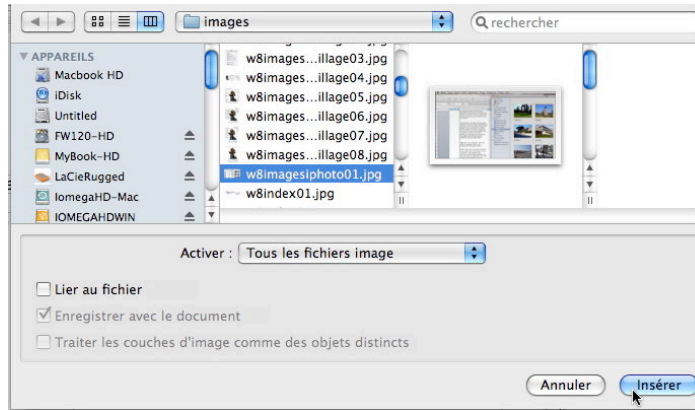 images
rechercher
APPAREILS
Macbook HD
iDisk
Untitled
FW120-HD
MyBook-HD
LaCieRugged
IomegaHD-Mac
IOMEGAHDWIN
w8images...illage03.jpg
w8images...illage04.jpg
w8images...illage05.jpg
w8images...illage06.jpg
w8images...illage07.jpg
w8images...illage08.jpg
w8imagesiphoto01.jpg
w8index01.jpg
Activer : Tous les fichiers image
Lier au fichier
Enregistrer avec le document
Traiter les couches d'image comme des objets distincts
Annuler
Insérer